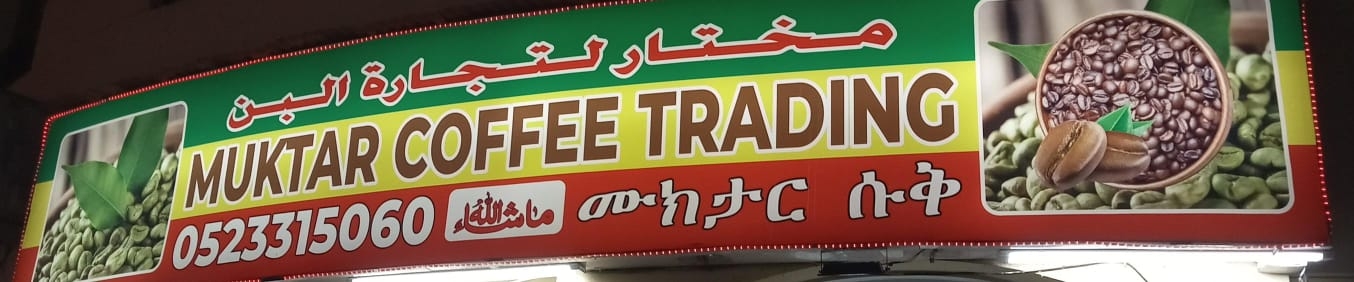 مختار لتجارة البن
MUKTAR COFFEE TRADING
0523315060 ماشاءالله ሙክታር ሱቅ